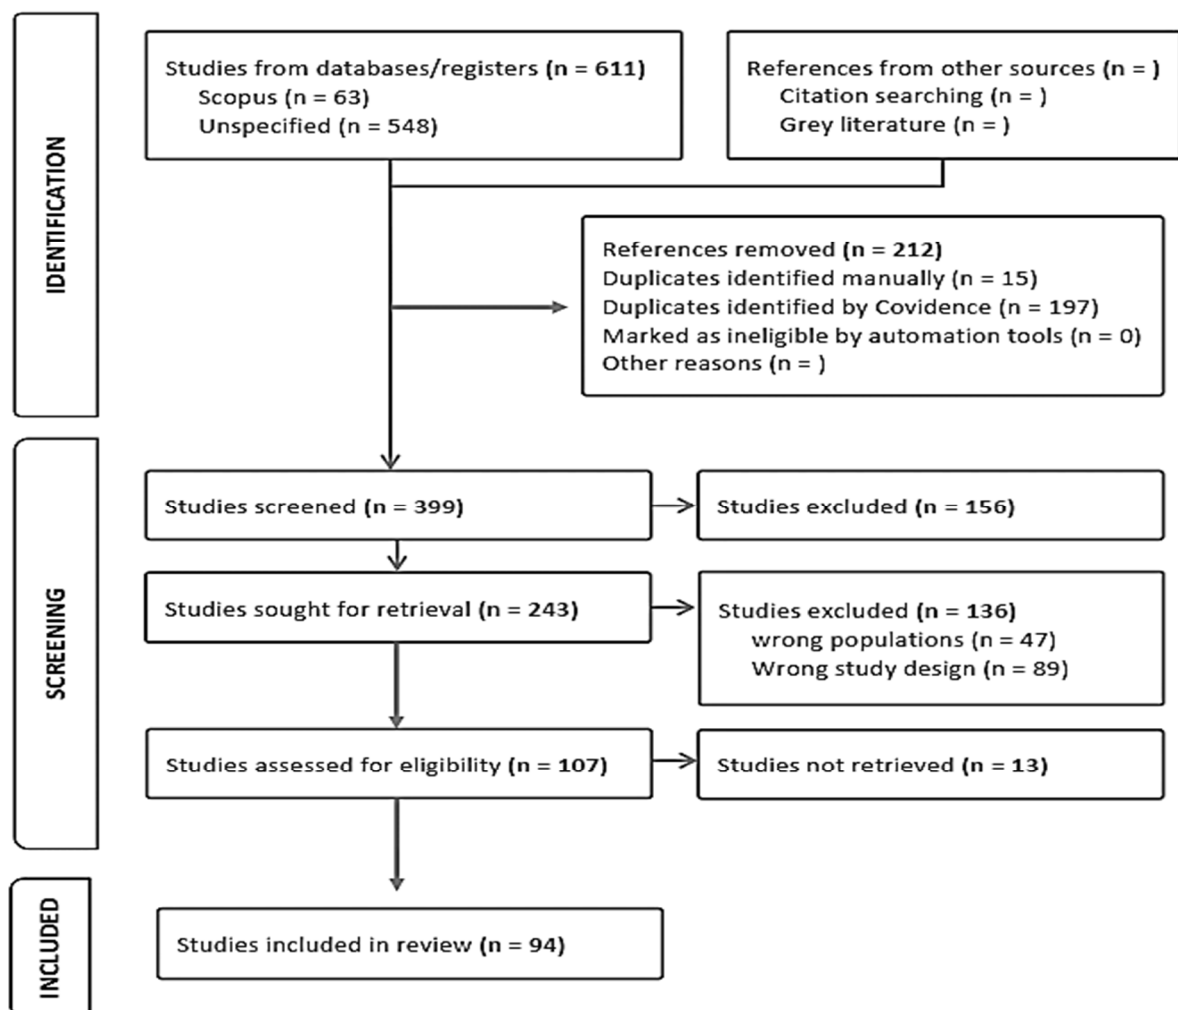 IDENTIFICATION
Studies from databases/registers (n = 611)
Scopus (n = 63)
Unspecified (n = 548)
References from other sources (n = )
Citation searching (n = )
Grey literature (n = )
References removed (n = 212)
Duplicates identified manually (n = 15)
Duplicates identified by Covidence (n = 197)
Marked as ineligible by automation tools (n = 0)
Other reasons (n = )
SCREENING
Studies screened (n = 399)
Studies excluded (n = 156)
Studies sought for retrieval (n = 243)
Studies excluded (n = 136)
wrong populations (n = 47)
Wrong study design (n = 89)
Studies assessed for eligibility (n = 107)
Studies not retrieved (n = 13)
INCLUDED
Studies included in review (n = 94)